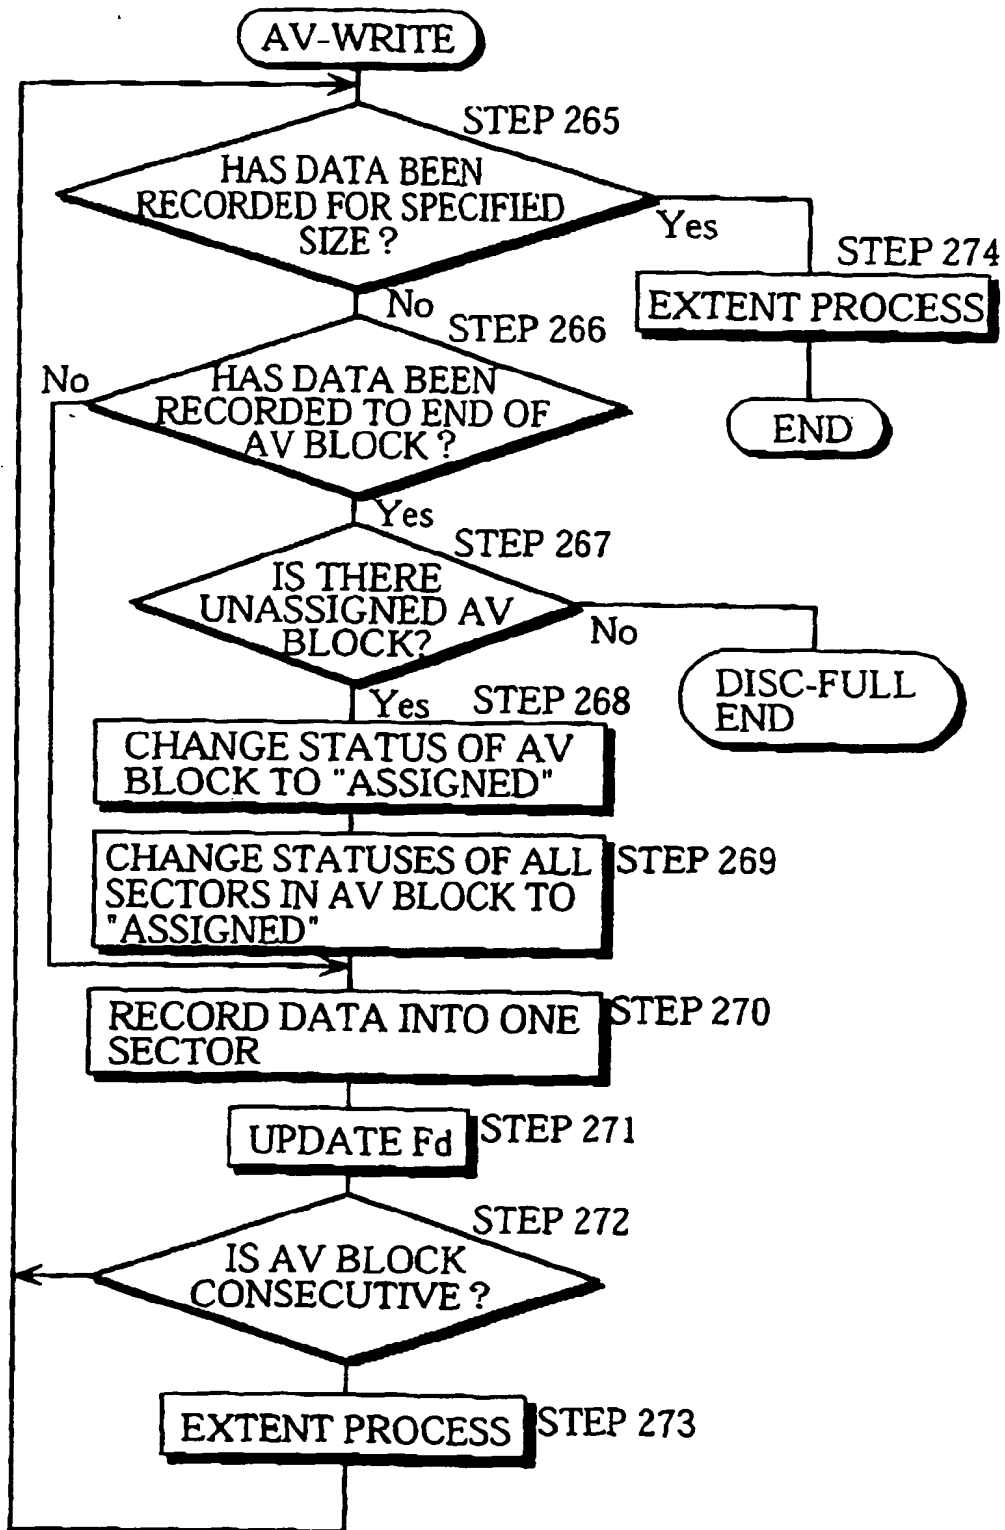 AV-WRITE
STEP 265
HAS DATA BEEN
RECORDED FOR SPECIFIED
SIZE ?
Yes
STEP 274
EXTENT PROCESS
END
No
STEP 266
No
HAS DATA BEEN
RECORDED TO END OF
AV BLOCK ?
Yes
STEP 267
IS THERE
UNASSIGNED AV
BLOCK?
No
DISC-FULL
END
Yes
STEP 268
CHANGE STATUS OF AV
BLOCK TO "ASSIGNED"
CHANGE STATUSES OF ALL
SECTORS IN AV BLOCK TO
"ASSIGNED"
STEP 269
RECORD DATA INTO ONE
SECTOR
STEP 270
UPDATE Fd
STEP 271
STEP 272
IS AV BLOCK
CONSECUTIVE ?
EXTENT PROCESS
STEP 273